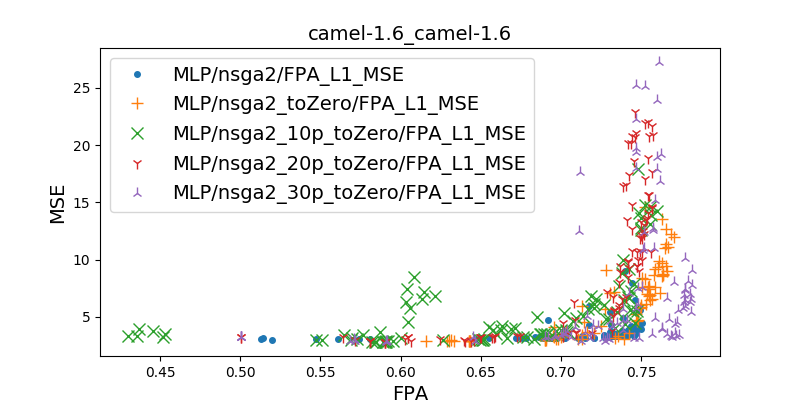 camel-1.6_camel-1.6
MLP/nsga2/FPA_L1_MSE
MLP/nsga2_toZero/FPA_L1_MSE
MLP/nsga2_10p_toZero/FPA_L1_MSE
MLP/nsga2_20p_toZero/FPA_L1_MSE
MLP/nsga2_30p_toZero/FPA_L1_MSE
MSE
25
20
15
10
5
0.45 0.50 0.55 0.60 0.65 0.70 0.75
FPA